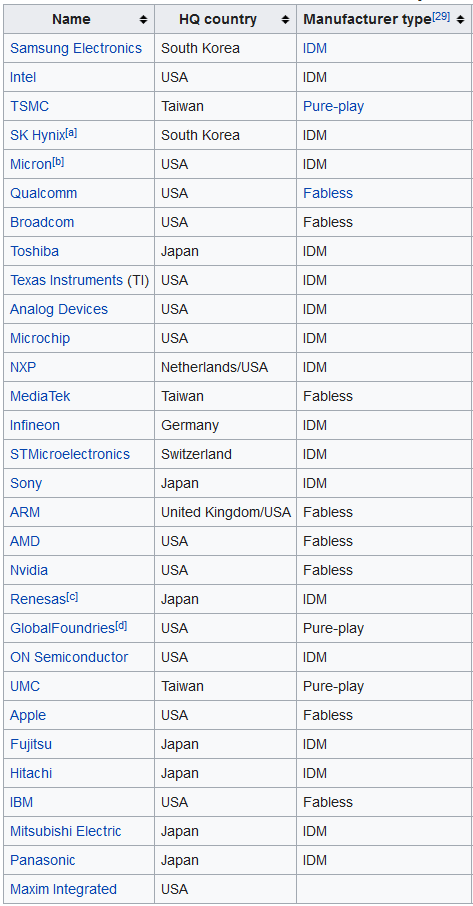 Name HQ country Manufacturer type[29]
Samsung Electronics South Korea IDM
Intel USA IDM
TSMC Taiwan Pure-play
SK Hynix[a] South Korea IDM
Micron[b] USA IDM
Qualcomm USA Fabless
Broadcom USA Fabless
Toshiba Japan IDM
Texas Instruments (TI) USA IDM
Analog Devices USA IDM
Microchip USA IDM
NXP Netherlands/USA IDM
MediaTek Taiwan Fabless
Infineon Germany IDM
STMicroelectronics Switzerland IDM
Sony Japan IDM
ARM United Kingdom/USA Fabless
AMD USA Fabless
Nvidia USA Fabless
Renesas[c] Japan IDM
GlobalFoundries[d] USA Pure-play
ON Semiconductor USA IDM
UMC Taiwan Pure-play
Apple USA Fabless
Fujitsu Japan IDM
Hitachi Japan IDM
IBM USA Fabless
Mitsubishi Electric Japan IDM
Panasonic Japan IDM
Maxim Integrated USA